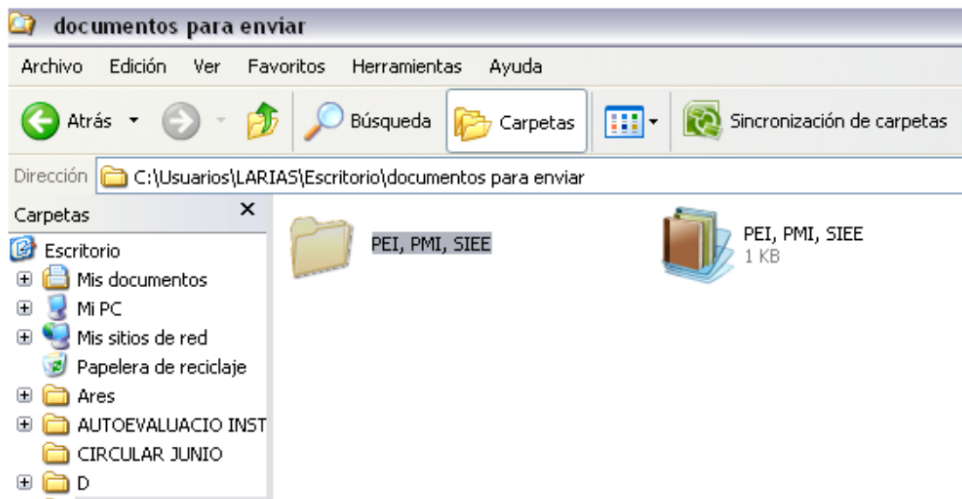 documentos para enviar
Archivo Edición Ver Favoritos Herramientas Ayuda
Atrás Búsqueda Carpetas Sincronización de carpetas
Dirección C:\Usuarios\LARIAS\Escritorio\documentos para enviar
Carpetas X
Escritorio
Mis documentos
Mi PC
Mis sitios de red
Papelera de reciclaje
Ares
AUTOEVALUACIO INST
CIRCULAR JUNIO
D
PEI, PMI, SIEE
PEI, PMI, SIEE
1 KB